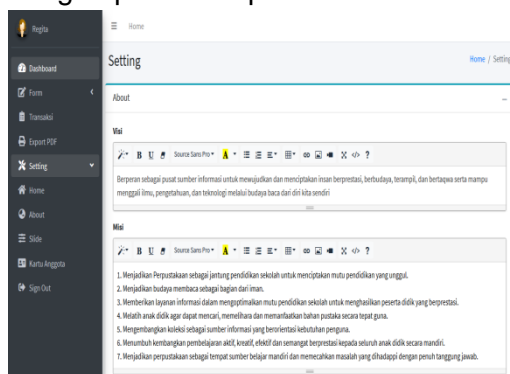 Regita
Home
Dashboard
Setting
Home / Setting
Form
About
Transaksi
Export PDF
Visi
Source Sans Pro
Setting
Berperan sebagai pusat sumber informasi untuk mewujudkan dan menciptakan insan berprestasi, berbudaya, terampil, dan bertaqwa serta mampu
menggali ilmu, pengetahuan, dan teknologi melalui budaya baca dari diri kita sendiri
Home
About
Slide
Kartu Anggota
Sign Out
Misi
Source Sans Pro
1. Menjadikan Perpustakaan sebagai jantung pendidikan sekolah untuk menciptakan mutu pendidikan yang unggul.
2. Menjadikan budaya membaca sebagai bagian dari iman.
3. Memberikan layanan informasi dalam mengoptimalkan mutu pendidikan sekolah untuk menghasilkan peserta didik yang berprestasi.
4. Melatih anak didik agar dapat mencari, memelihara dan memanfaatkan bahan pustaka secara tepat guna.
5. Mengembangkan koleksi sebagai sumber informasi yang berorientasi kebutuhan penguna.
6. Menumbuh kembangkan pembelajaran aktif, kreatif, efektif dan semangat berprestasi kepada seluruh anak didik secara mandiri.
7. Menjadikan perpustakaan sebagai tempat sumber belajar mandiri dan memecahkan masalah yang dihadappi dengan penuh tanggung jawab.